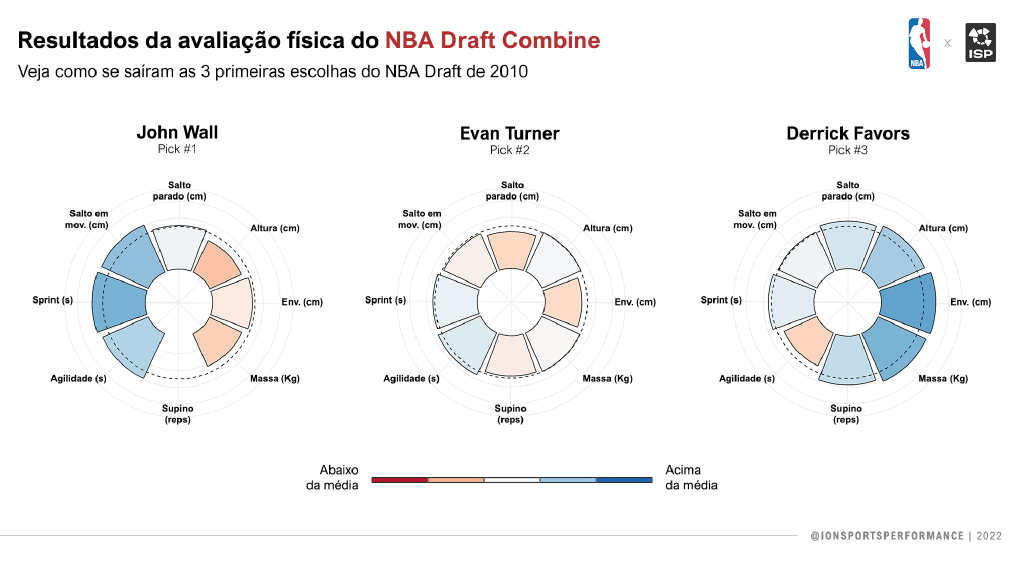 Resultados da avaliação física do NBA Draft Combine
Veja como se saíram as 3 primeiras escolhas do NBA Draft de 2010
NBA
x
ISP
John Wall
Pick #1
Salto
parado (cm)
Salto em
mov. (cm)
Altura (cm)
Sprint (s)
Env. (cm)
Agilidade (s)
Massa (Kg)
Supino
(reps)
Evan Turner
Pick #2
Salto
parado (cm)
Salto em
mov. (cm)
Altura (cm)
Sprint (s)
Env. (cm)
Agilidade (s)
Massa (Kg)
Supino
(reps)
Derrick Favors
Pick #3
Salto
parado (cm)
Salto em
mov. (cm)
Altura (cm)
Sprint (s)
Env. (cm)
Agilidade (s)
Massa (Kg)
Supino
(reps)
Abaixo
da média
Acima
da média
@IONSPORTSPERFORMANCE | 2022